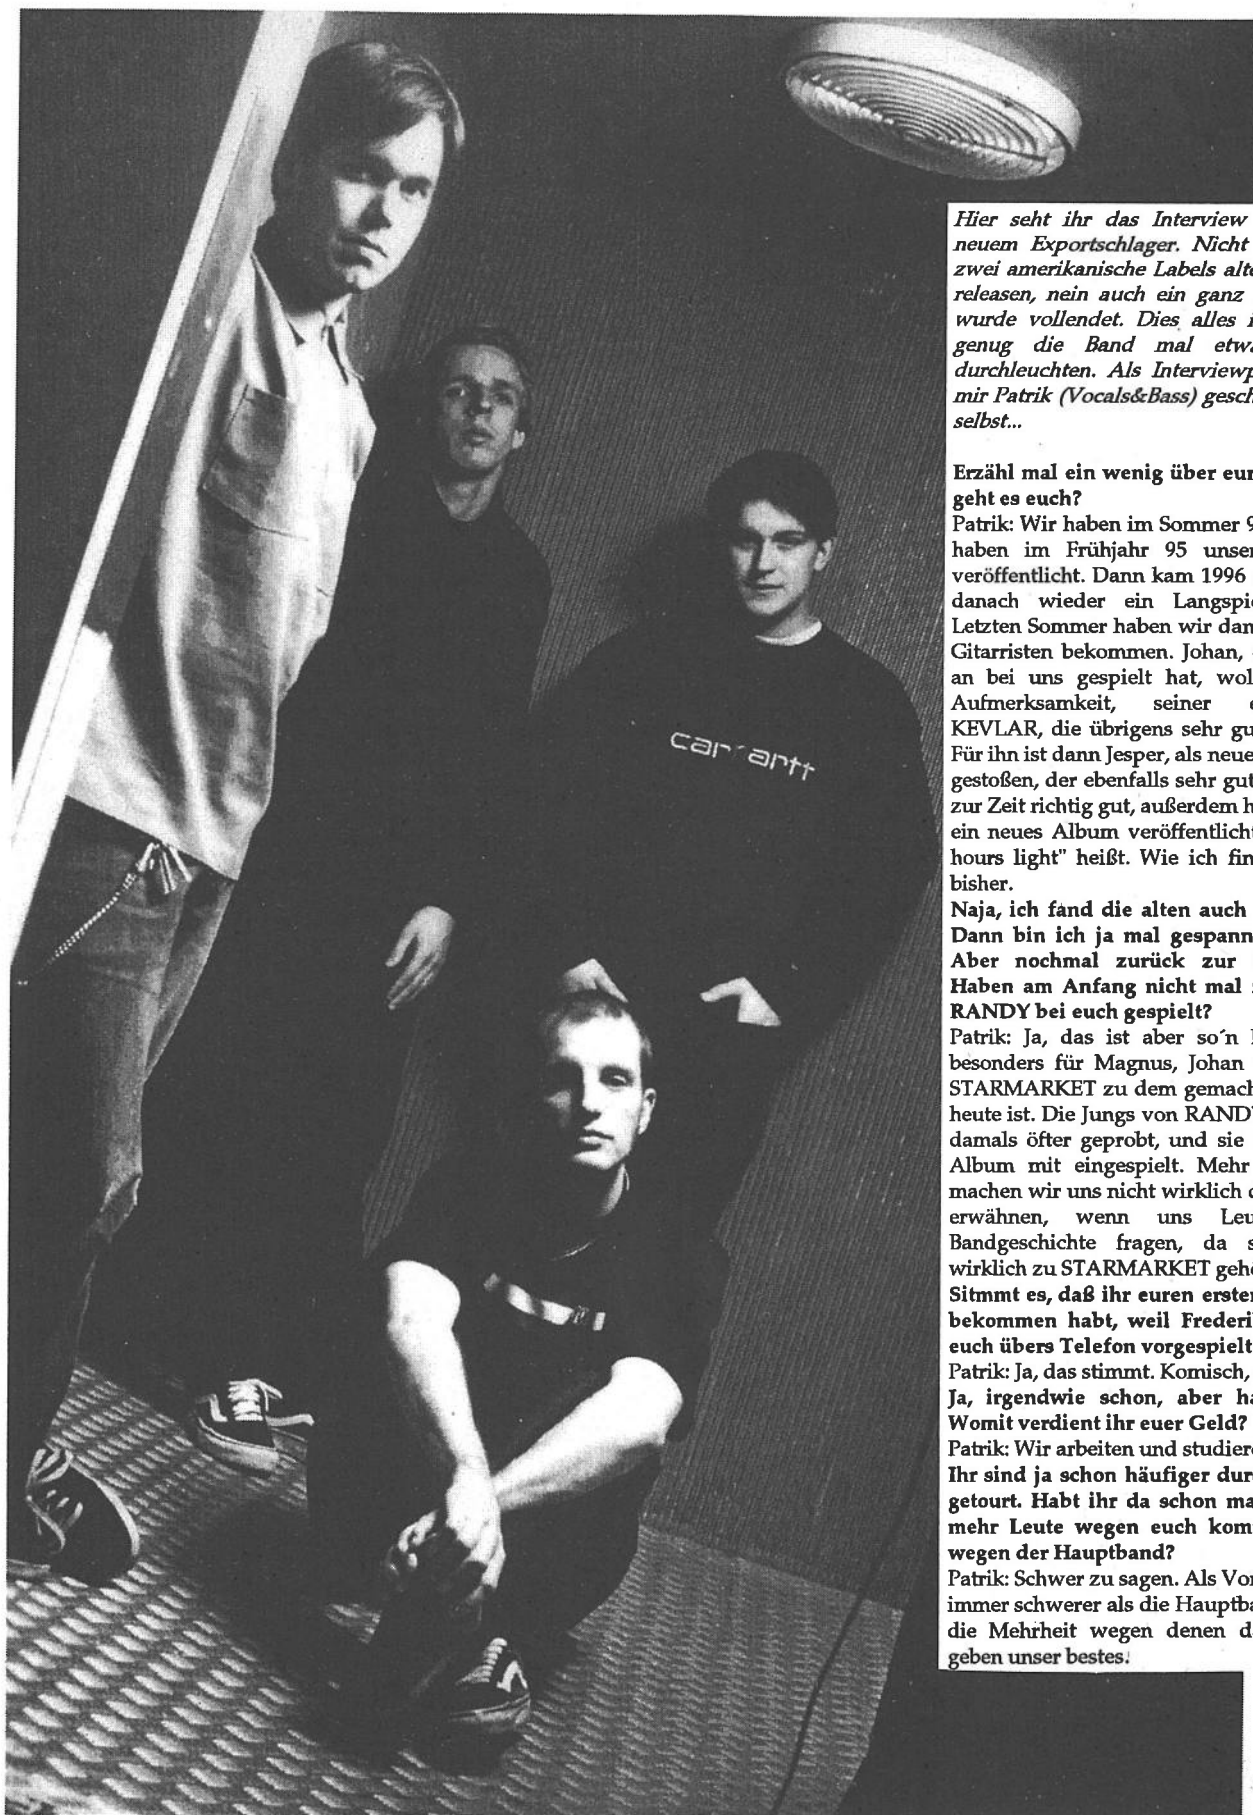 carhartt
Hier seht ihr das Interview
neuem Exportschlager. Nicht
zwei amerikanische Labels alte
releasen, nein auch ein ganz
wurde vollendet. Dies alles i
genug die Band mal etwa
durchleuchten. Als Interviewp
mir Patrik (Vocals&Bass) gesch
selbst...
Erzähl mal ein wenig über eur
geht es euch?
Patrik: Wir haben im Sommer 9
haben im Frühjahr 95 unser
veröffentlicht. Dann kam 1996
danach wieder ein Langspie
Letzten Sommer haben wir dan
Gitarristen bekommen. Johan,
an bei uns gespielt hat, wol
Aufmerksamkeit, seiner e
KEVLAR, die übrigens sehr gu
Für ihn ist dann Jesper, als neue
gestoßen, der ebenfalls sehr gut
zur Zeit richtig gut, außerdem h
ein neues Album veröffentlicht
hours light" heißt. Wie ich fin
bisher.
Naja, ich fand die alten auch
Dann bin ich ja mal gespann
Aber nochmal zurück zur
Haben am Anfang nicht mal
RANDY bei euch gespielt?
Patrik: Ja, das ist aber so´n
besonders für Magnus, Johan
STARMARKET zu dem gemach
heute ist. Die Jungs von RANDY
damals öfter geprobt, und sie
Album mit eingespielt. Mehr
machen wir uns nicht wirklich d
erwähnen, wenn uns Leu
Bandgeschichte fragen, da s
wirklich zu STARMARKET gehö
Sitmmt es, daß ihr euren ersten
bekommen habt, weil Frederi
euch übers Telefon vorgespielt
Patrik: Ja, das stimmt. Komisch,
Ja, irgendwie schon, aber ha
Womit verdient ihr euer Geld?
Patrik: Wir arbeiten und studiere
Ihr sind ja schon häufiger dur
getourt. Habt ihr da schon ma
mehr Leute wegen euch kom
wegen der Hauptband?
Patrik: Schwer zu sagen. Als Vor
immer schwerer als die Hauptba
die Mehrheit wegen denen d
geben unser bestes.